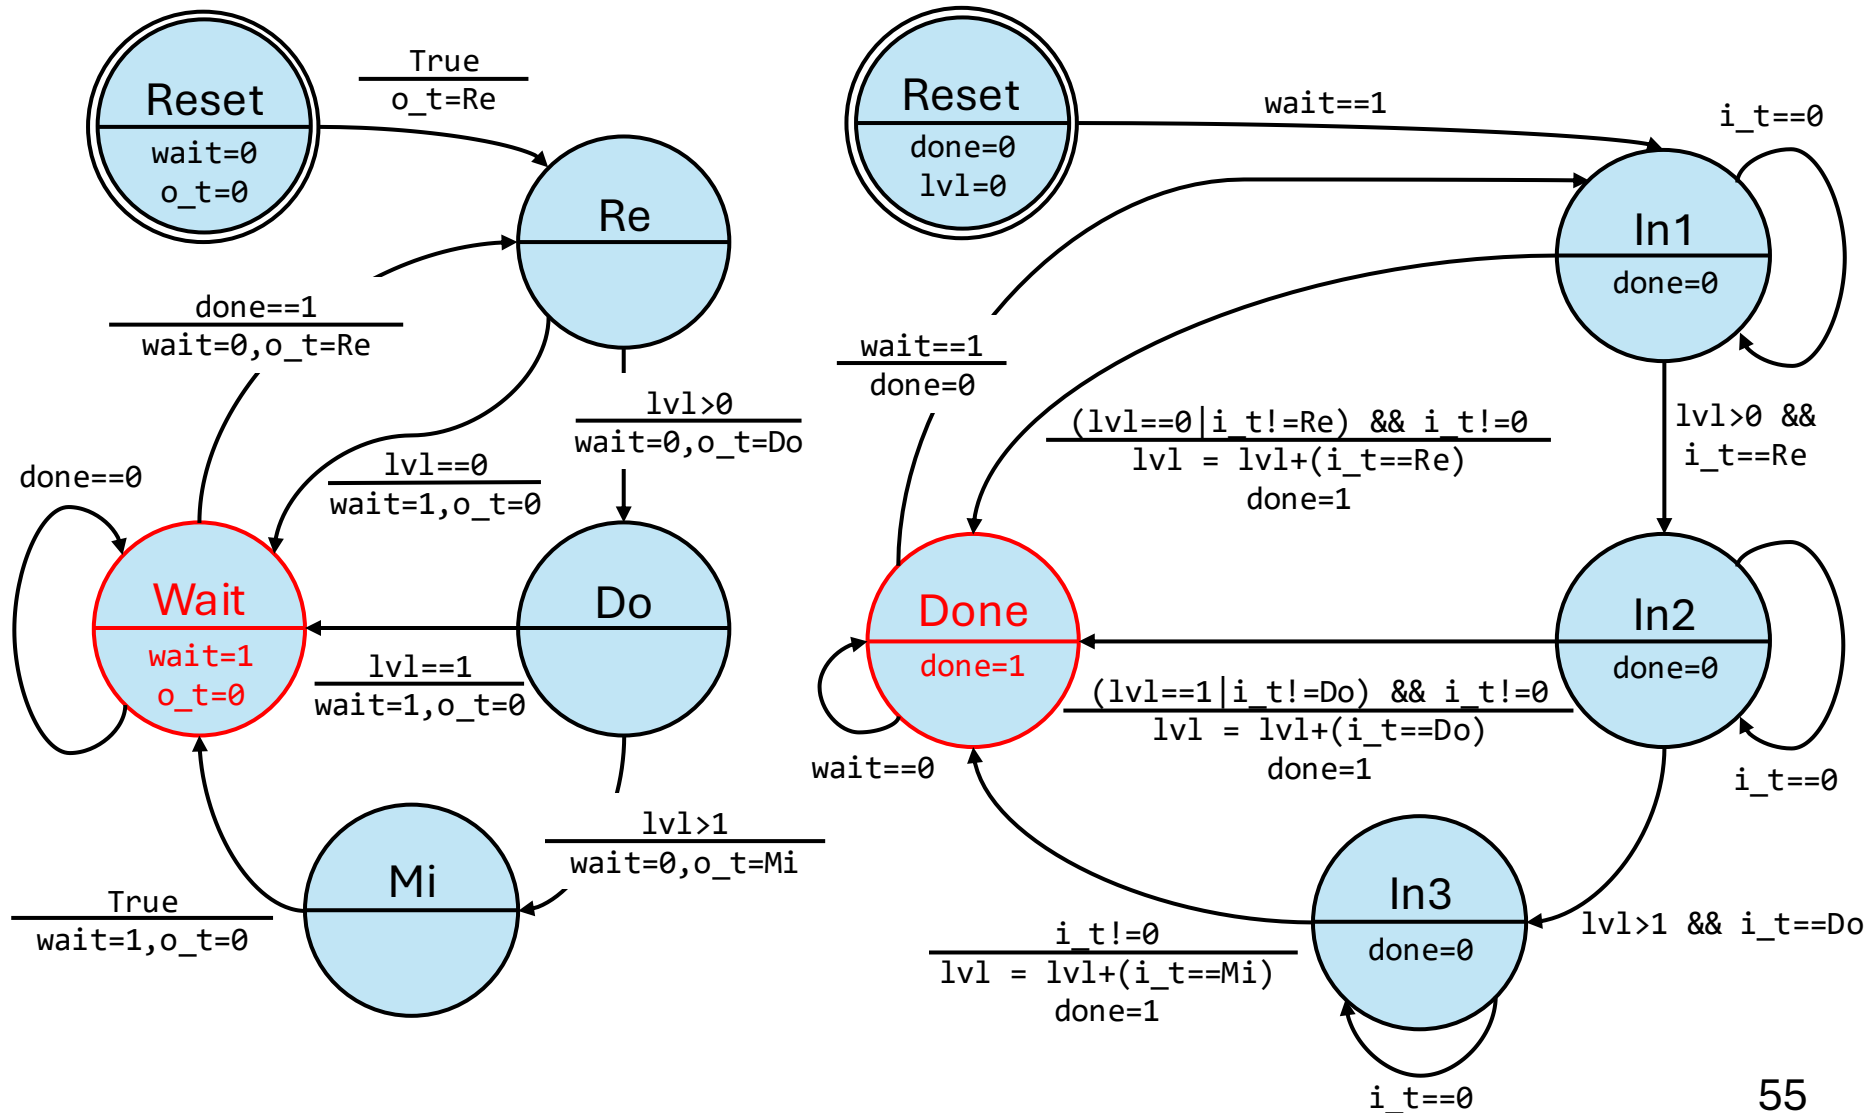 Reset
wait=0
o_t=0
True
o_t=Re
Re
done==1
wait=0,o_t=Re
lvl>0
wait=0,o_t=Do
lvl==0
wait=1,o_t=0
done==0
Wait
wait=1
o_t=0
Do
lvl==1
wait=1,o_t=0
lvl>1
wait=0,o_t=Mi
Mi
True
wait=1,o_t=0
Reset
done=0
lvl=0
wait==1
i_t==0
In1
done=0
wait==1
done=0
(lvl==0|i_t!=Re) && i_t!=0
lvl = lvl+(i_t==Re)
done=1
lvl>0 &&
i_t==Re
Done
done=1
wait==0
In2
done=0
(lvl==1|i_t!=Do) && i_t!=0
lvl = lvl+(i_t==Do)
done=1
i_t==0
In3
done=0
lvl>1 && i_t==Do
i_t!=0
lvl = lvl+(i_t==Mi)
done=1
i_t==0
55